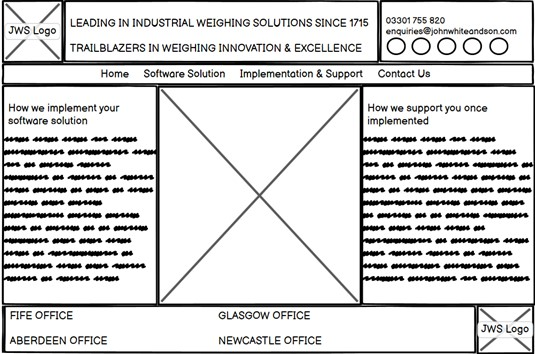 JWS Logo
LEADING IN INDUSTRIAL WEIGHING SOLUTIONS SINCE 1715
TRAILBLAZERS IN WEIGHING INNOVATION & EXCELLENCE
03301 755 820
enquiries@johnwhiteandson.com
Home Software Solution Implementation & Support Contact Us
How we implement your
software solution
How we support you once
implemented
FIFE OFFICE GLASGOW OFFICE
ABERDEEN OFFICE NEWCASTLE OFFICE
JWS Logo